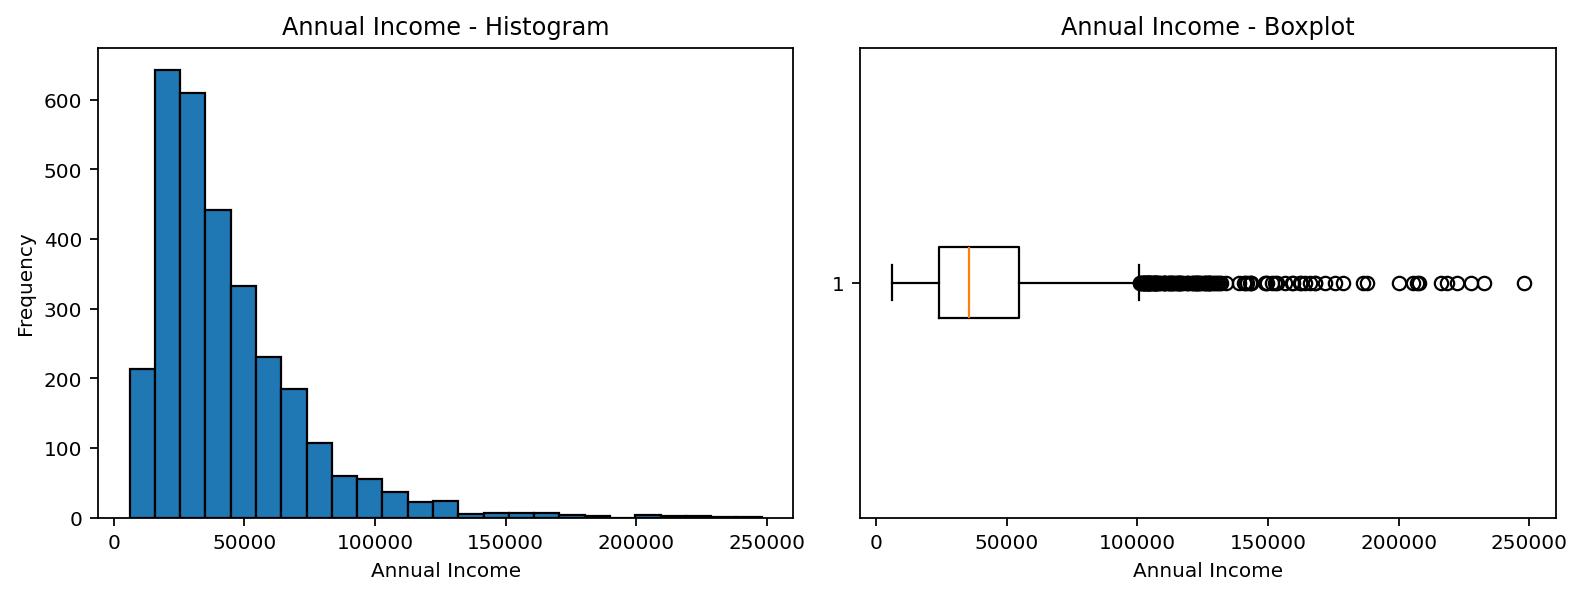 Annual Income - Histogram
600
500
400
300
200
100
0
Frequency
0 50000 100000 150000 200000 250000
Annual Income
Annual Income - Boxplot
1
0 50000 100000 150000 200000 250000
Annual Income